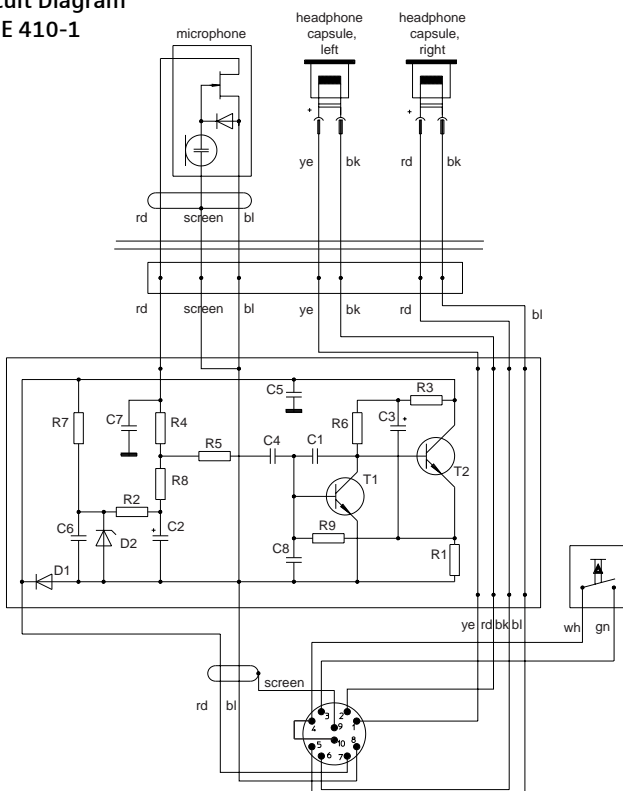 cuit Diagram
E 410-1
microphone
headphone
capsule,
left
headphone
capsule,
right
+
+
ye
bk
rd
bk
rd
screen
bl
rd
screen
bl
ye
bk
rd
bl
C5
R3
R7
C7
R4
R6
C3
+
R5
C4
C1
T2
R8
T1
R2
C6
+
C2
D2
R9
C8
R1
D1
ye
rd
bk
bl
wh
gn
screen
rd
bl
3
2
4
9
1
5
10
8
6
7